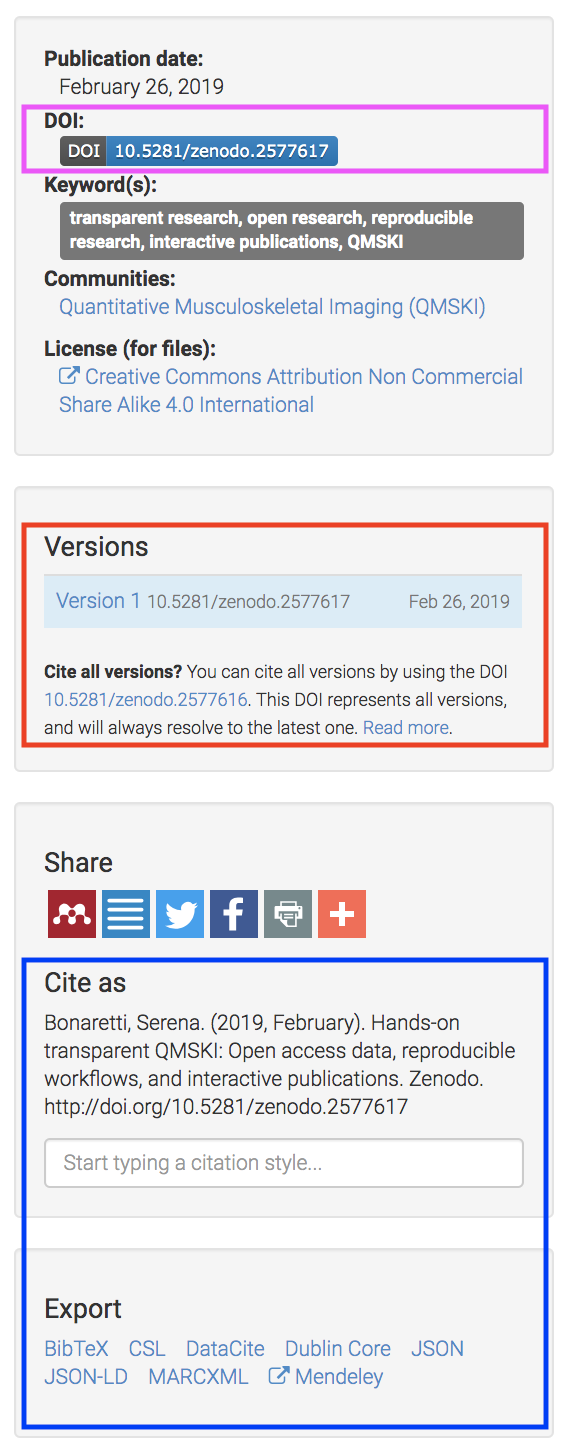 Publication date:
February 26, 2019
DOI:
DOI 10.5281/zenodo.2577617
Keyword(s):
transparent research, open research, reproducible
research, interactive publications, QMSKI
Communities:
Quantitative Musculoskeletal Imaging (QMSKI)
License (for files):
Creative Commons Attribution Non Commercial
Share Alike 4.0 International
Versions
Version 1 10.5281/zenodo.2577617 Feb 26, 2019
Cite all versions? You can cite all versions by using the DOI
10.5281/zenodo.2577616. This DOI represents all versions,
and will always resolve to the latest one. Read more.
Share
Cite as
Bonaretti, Serena. (2019, February). Hands-on
transparent QMSKI: Open access data, reproducible
workflows, and interactive publications. Zenodo.
http://doi.org/10.5281/zenodo.2577617
Start typing a citation style...
Export
BibTeX CSL DataCite Dublin Core JSON
JSON-LD MARCXML Mendeley